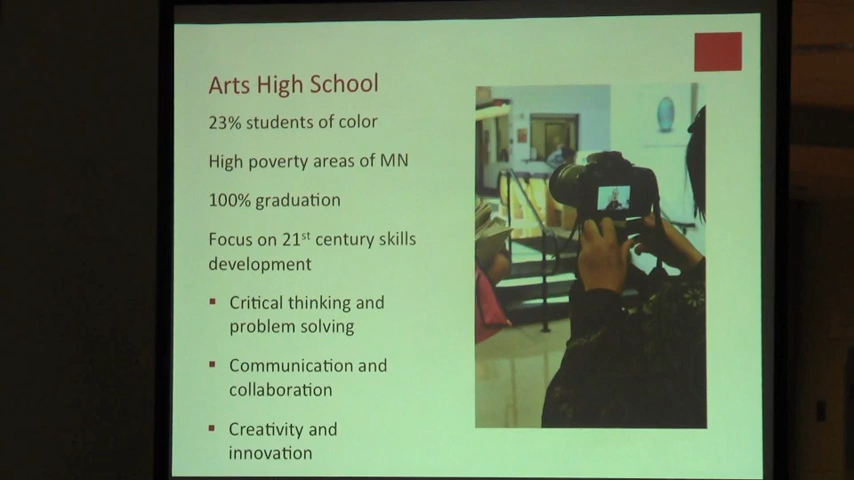 Arts High School
23% students of color
High poverty areas of MN
100% graduation
Focus on 21st century skills
development
▪ Critical thinking and
problem solving
▪ Communication and
collaboration
▪ Creativity and
innovation